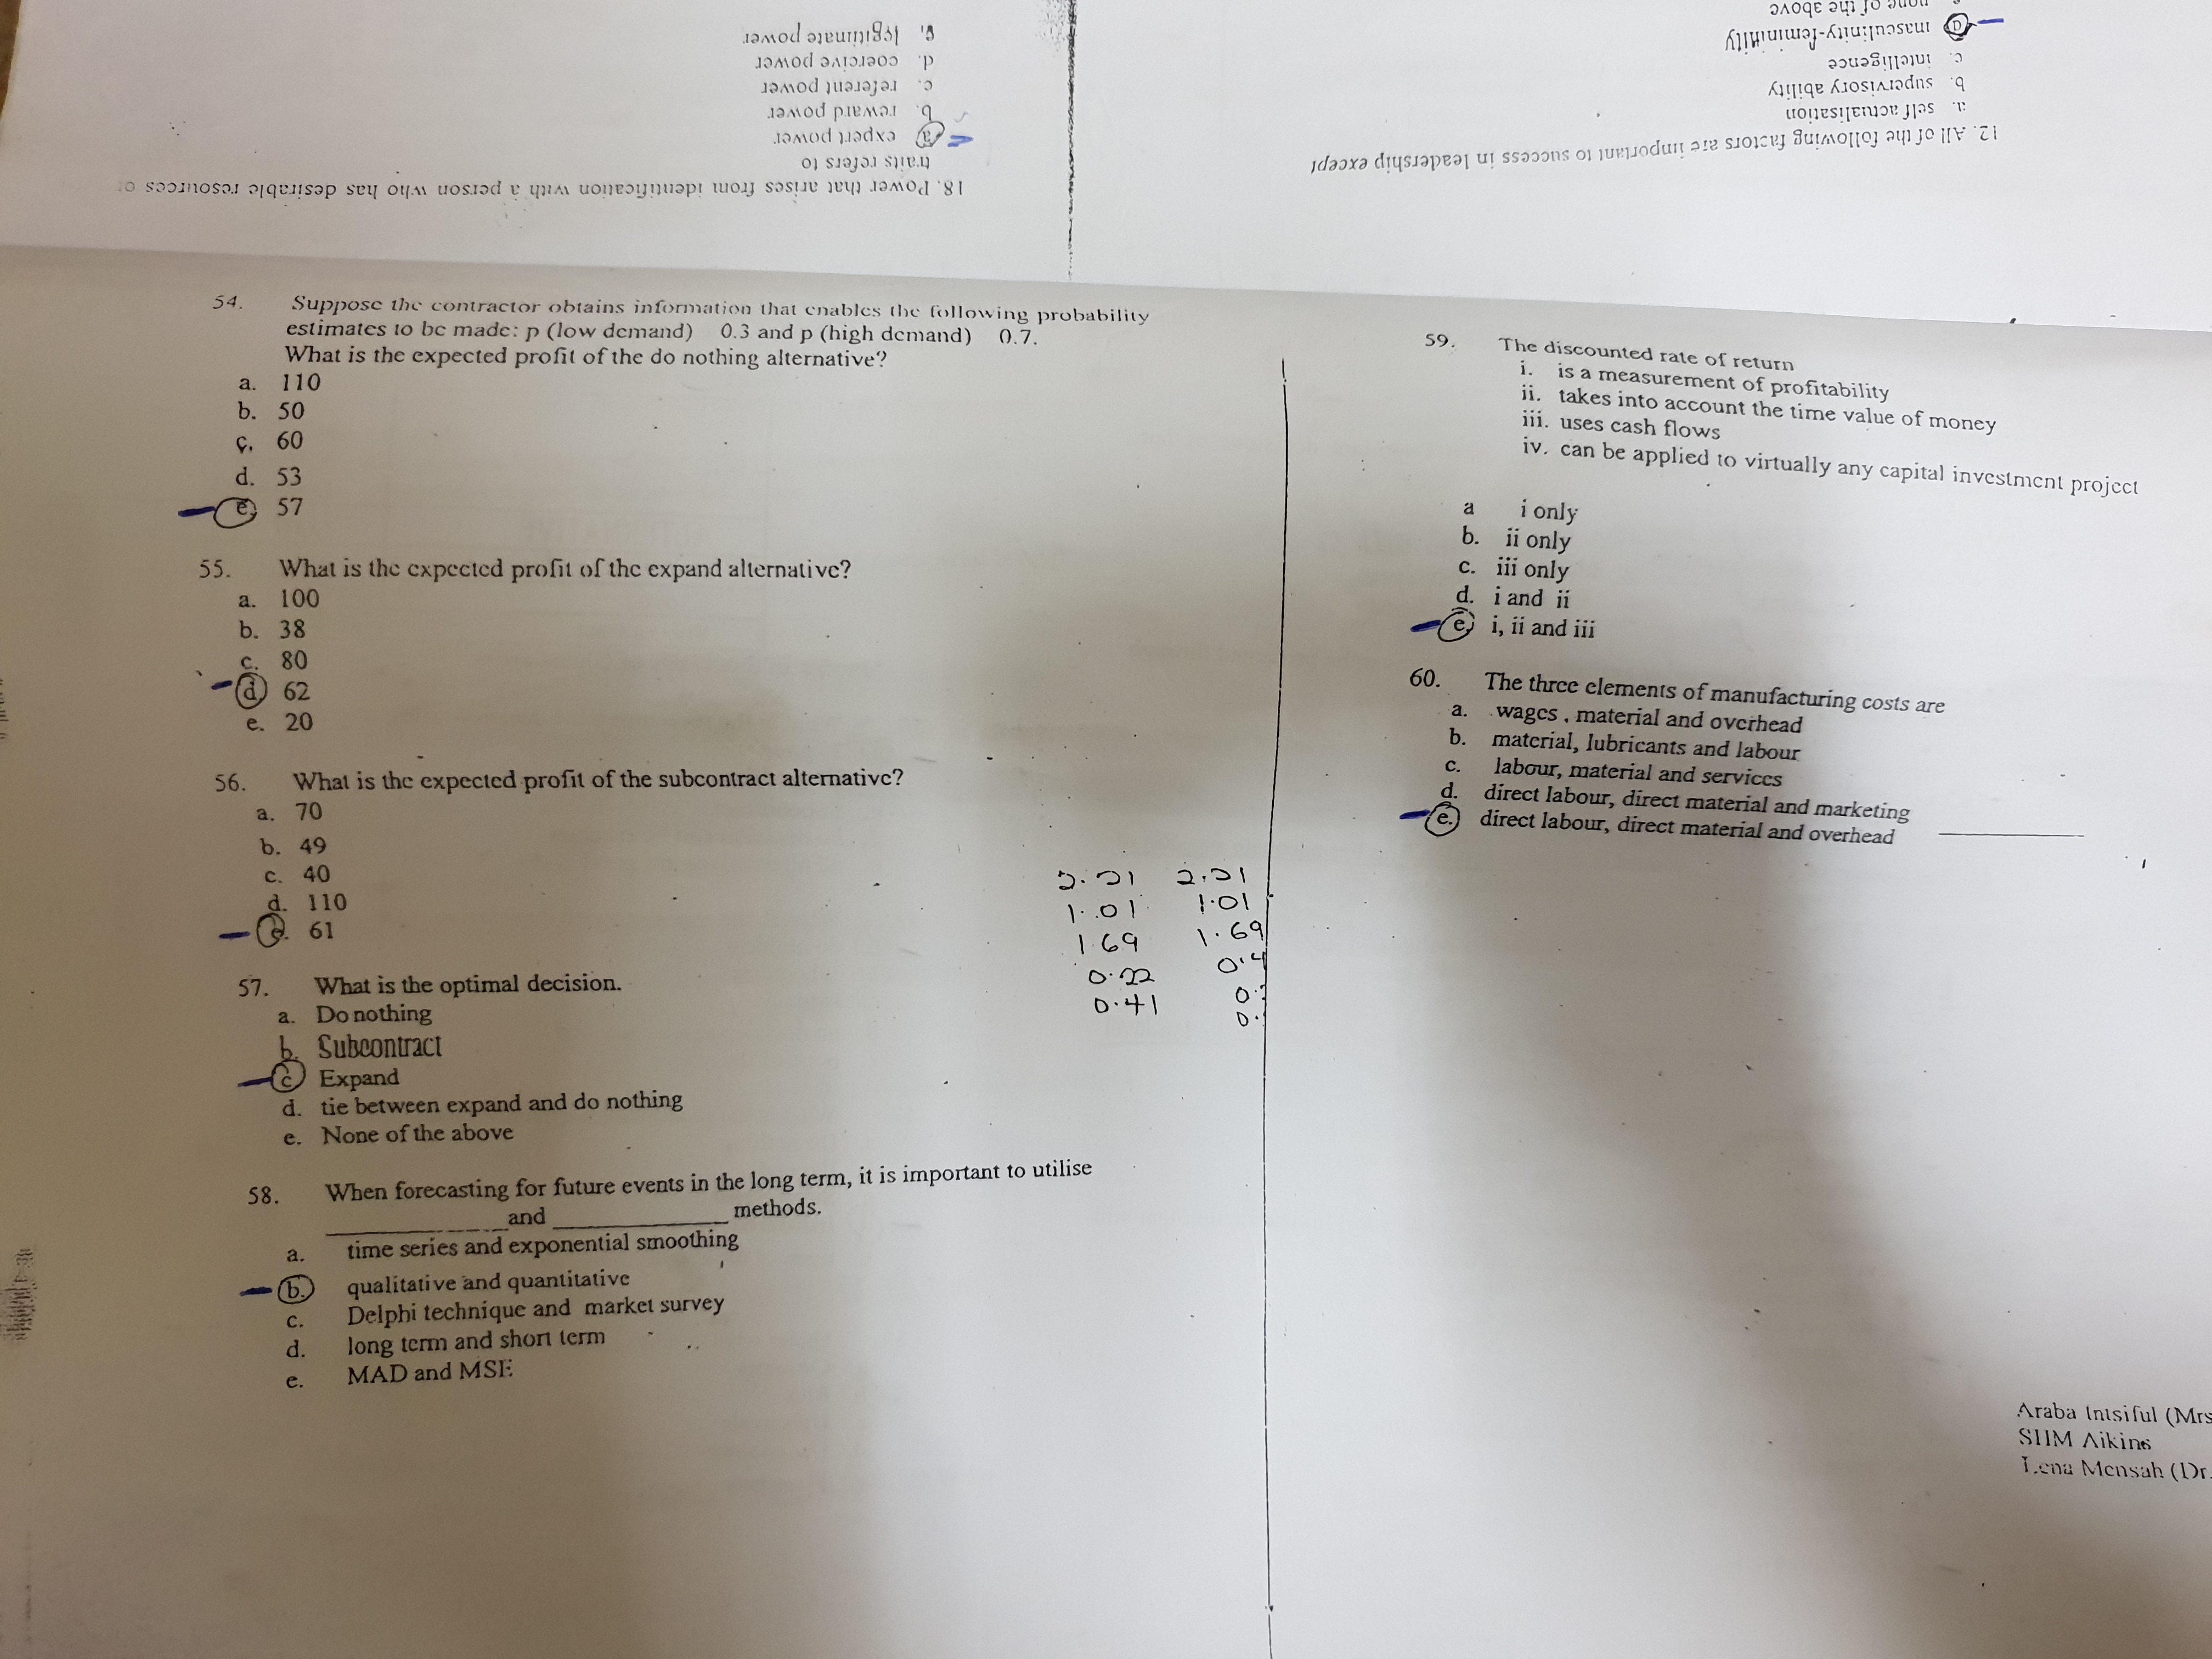 18. Power that arises from identification with a person who has desirable resources
traits refers to
a. expert power
b. reward power
c. referent power
d. coercive power
e. legitimate power
12. All of the following factors are important to success in leadership except
a. self actualisation
b. supervisory ability
c. intelligence
d. masculinity-femininity
none of the above
54. Suppose the contractor obtains information that enables the following probability
estimates to be made: p (low demand) 0.3 and p (high demand) 0.7.
What is the expected profit of the do nothing alternative?
a. 110
b. 50
c. 60
d. 53
e. 57
55. What is the expected profit of the expand alternative?
a. 100
b. 38
c. 80
d. 62
e. 20
56. What is the expected profit of the subcontract alternative?
a. 70
b. 49
c. 40
d. 110
e. 61
57. What is the optimal decision.
a. Do nothing
b. Subcontract
c Expand
d. tie between expand and do nothing
e. None of the above
58. When forecasting for future events in the long term, it is important to utilise
and methods.
a. time series and exponential smoothing
b. qualitative and quantitative
c. Delphi technique and market survey
d. long term and short term
e. MAD and MSE
2.21 2.21
1.01 1.01
1.69 1.69
0.22 0.4
0.41 0.
0.
59. The discounted rate of return
i. is a measurement of profitability
ii. takes into account the time value of money
iii. uses cash flows
iv. can be applied to virtually any capital investment project
a i only
b. ii only
c. iii only
d. i and ii
e. i, ii and iii
60. The three elements of manufacturing costs are
a. wages, material and overhead
b. material, lubricants and labour
c. labour, material and services
d. direct labour, direct material and marketing
e. direct labour, direct material and overhead
Araba Intsiful (Mrs
SHM Aikins
Lena Mensah (Dr.